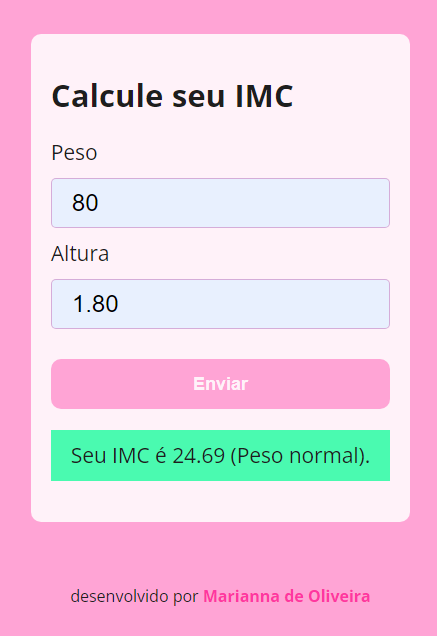 Calcule seu IMC
Peso
80
Altura
1.80
Enviar
Seu IMC é 24.69 (Peso normal).
desenvolvido por Marianna de Oliveira